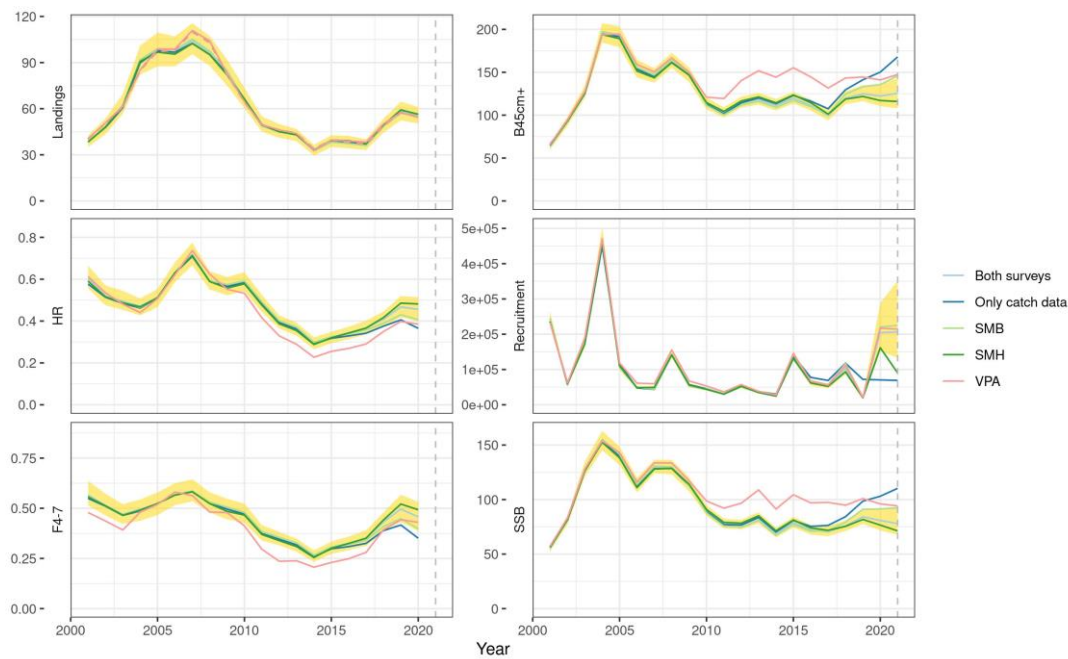 Landings
120
90
60
30
0
B45cm+
200
150
100
50
0
HR
0.8
0.6
0.4
0.2
0.0
Recruitment
5e+05
4e+05
3e+05
2e+05
1e+05
0e+00
F4-7
0.75
0.50
0.25
0.00
SSB
150
100
50
0
2000 2005 2010 2015 2020
2000 2005 2010 2015 2020
Year
Both surveys
Only catch data
SMB
SMH
VPA